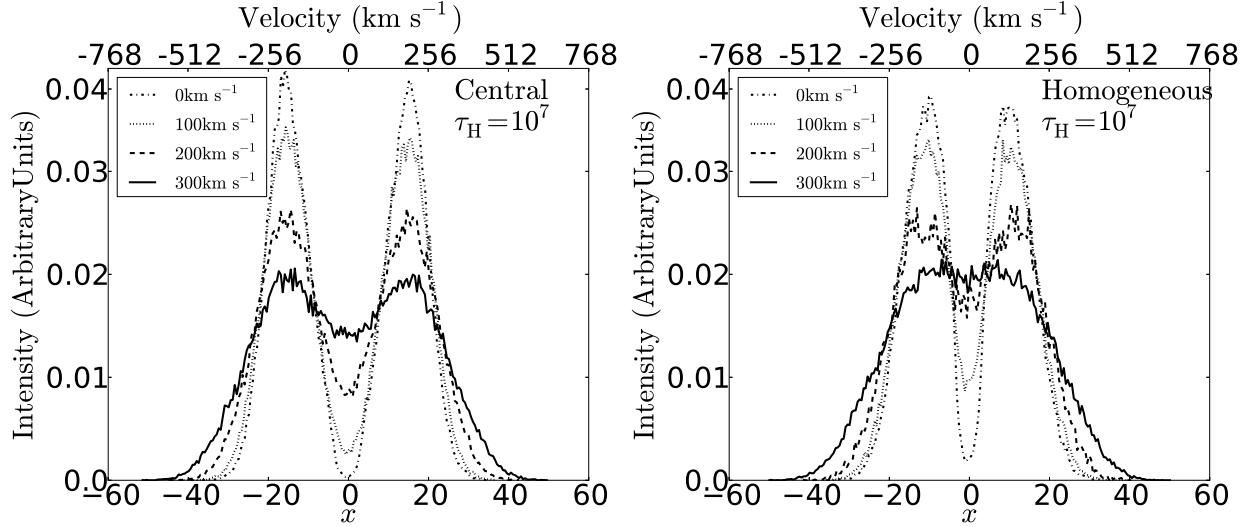 Velocity (km s⁻¹)
-768 -512 -256 0 256 512 768
0.04
0.03
0.02
0.01
0.0
Intensity (ArbitraryUnits)
0km s⁻¹
100km s⁻¹
200km s⁻¹
300km s⁻¹
Central
τ_H=10⁷
−60 −40 −20 0 20 40 60
x
Velocity (km s⁻¹)
-768 -512 -256 0 256 512 768
0.04
0.03
0.02
0.01
0.0
Intensity (ArbitraryUnits)
0km s⁻¹
100km s⁻¹
200km s⁻¹
300km s⁻¹
Homogeneous
τ_H=10⁷
−60 −40 −20 0 20 40 60
x